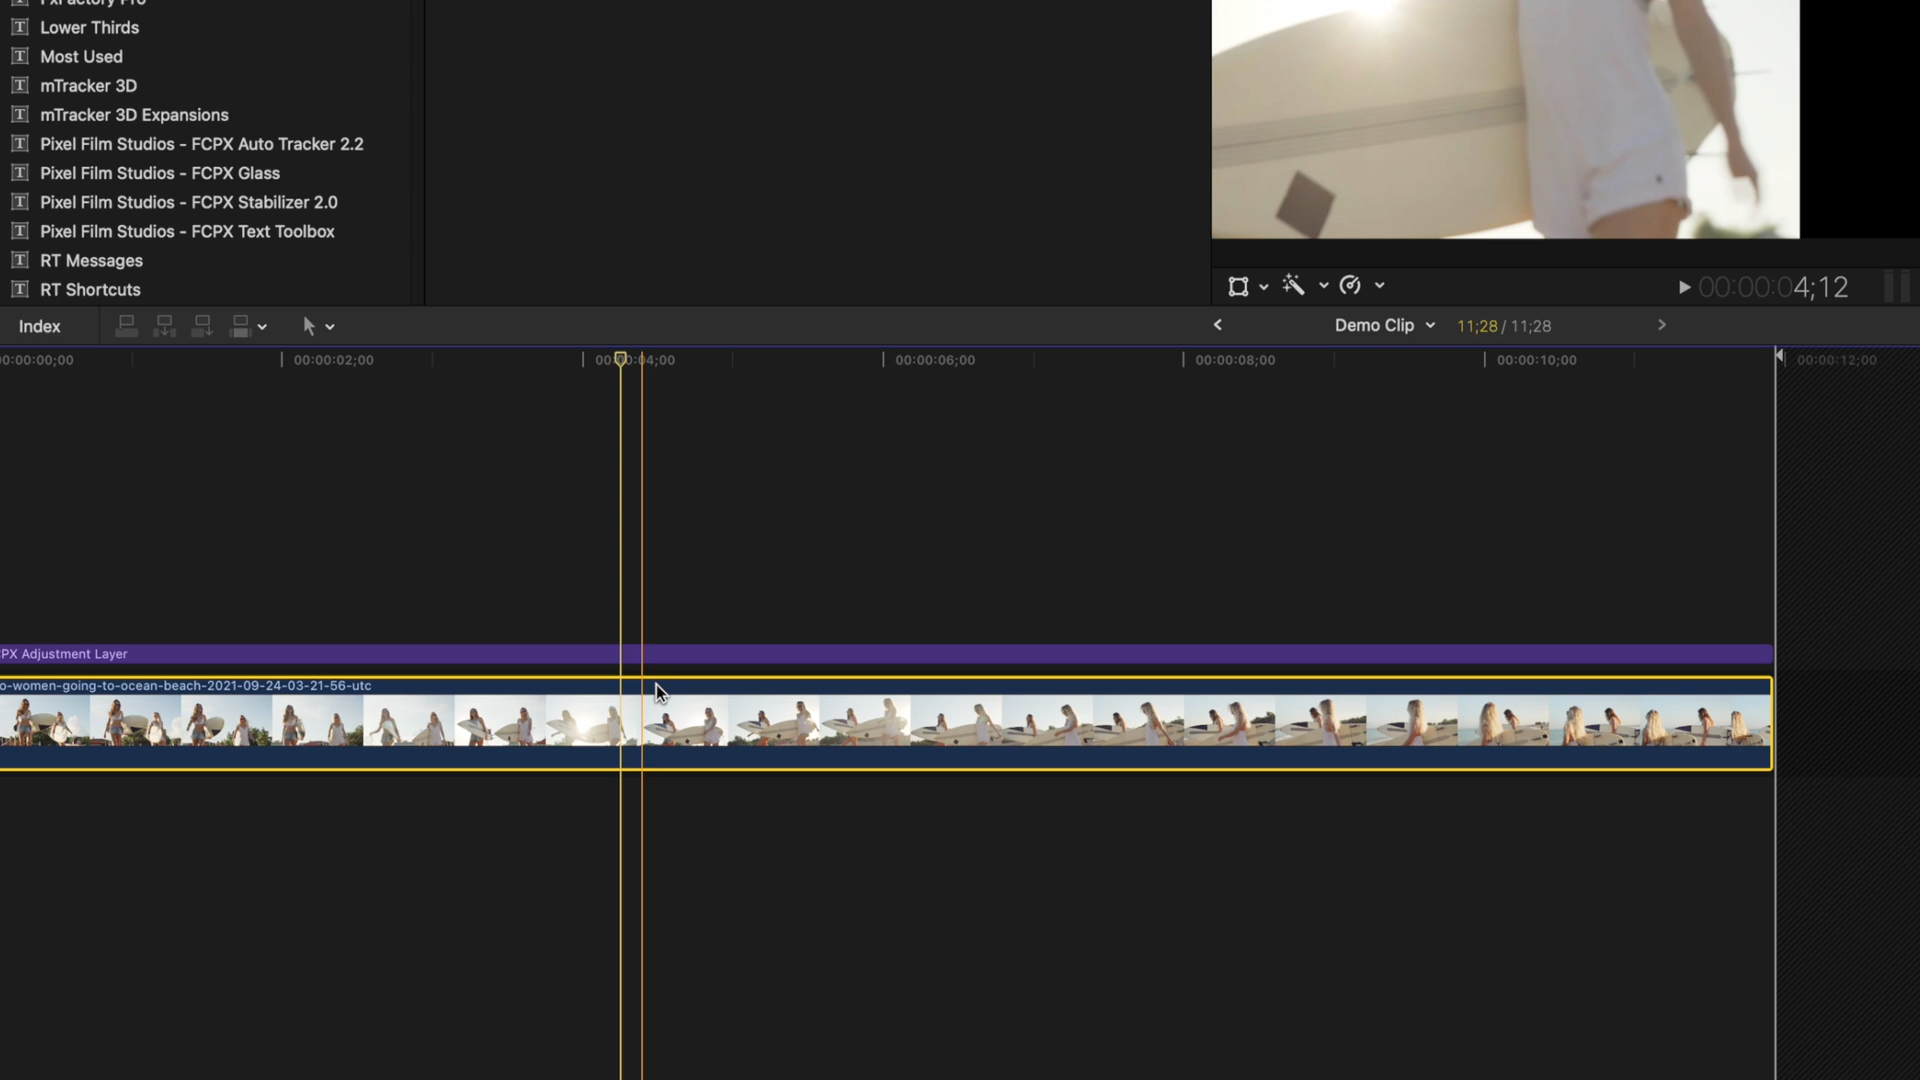 FxFactory Pro
Lower Thirds
Most Used
mTracker 3D
mTracker 3D Expansions
Pixel Film Studios - FCPX Auto Tracker 2.2
Pixel Film Studios - FCPX Glass
Pixel Film Studios - FCPX Stabilizer 2.0
Pixel Film Studios - FCPX Text Toolbox
RT Messages
RT Shortcuts
00:00:04;12
Index
Demo Clip 11;28 / 11;28
00:00:00;00 00:00:02;00 00:00:04;00 00:00:06;00 00:00:08;00 00:00:10;00 00:00:12;00
PX Adjustment Layer
o-women-going-to-ocean-beach-2021-09-24-03-21-56-utc